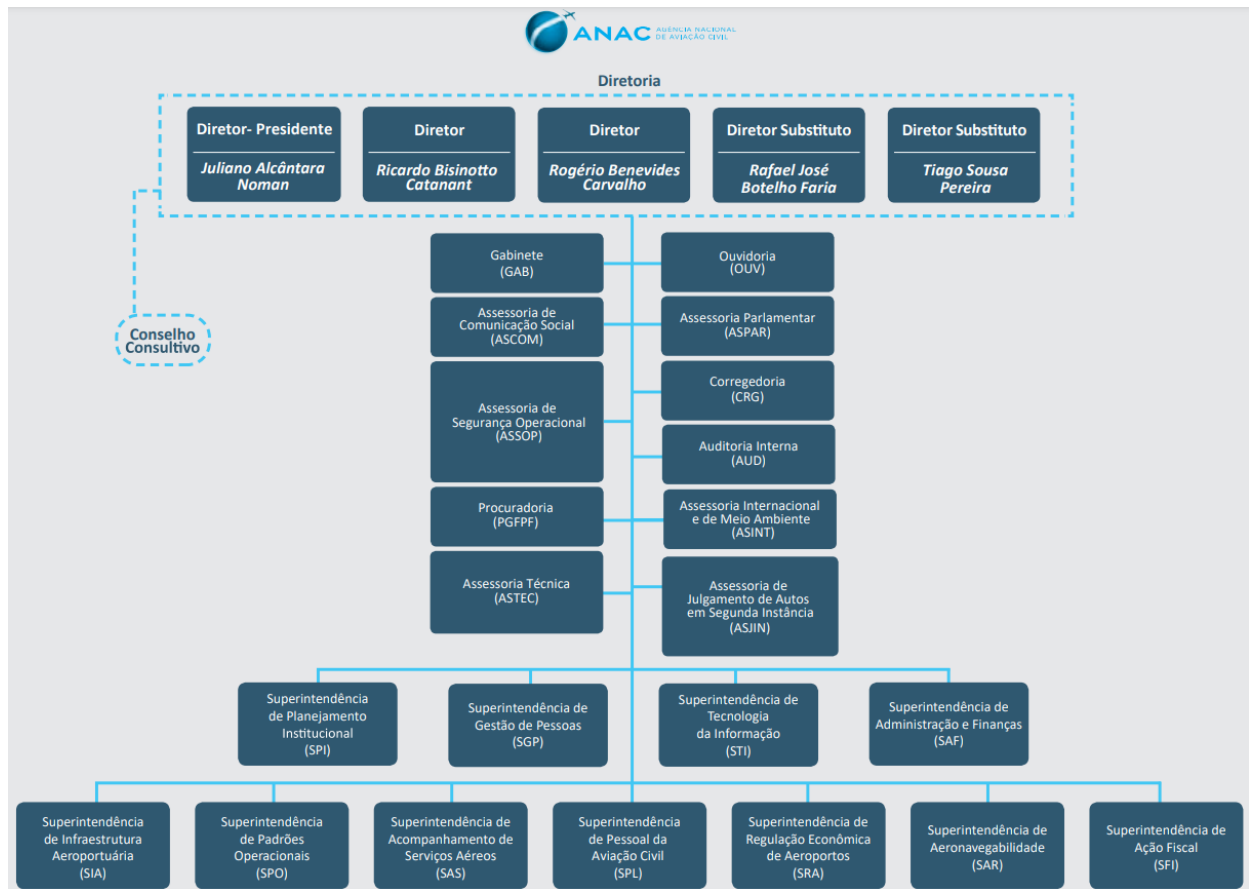 ANAC AGÊNCIA NACIONAL
DE AVIAÇÃO CIVIL
Diretoria
Diretor- Presidente
Juliano Alcântara
Noman
Diretor
Ricardo Bisinotto
Catanant
Diretor
Rogério Benevides
Carvalho
Diretor Substituto
Rafael José
Botelho Faria
Diretor Substituto
Tiago Sousa
Pereira
Conselho
Consultivo
Gabinete
(GAB)
Ouvidoria
(OUV)
Assessoria de
Comunicação Social
(ASCOM)
Assessoria Parlamentar
(ASPAR)
Assessoria de
Segurança Operacional
(ASSOP)
Corregedoria
(CRG)
Auditoria Interna
(AUD)
Procuradoria
(PGFPF)
Assessoria Internacional
e de Meio Ambiente
(ASINT)
Assessoria Técnica
(ASTEC)
Assessoria de
Julgamento de Autos
em Segunda Instância
(ASJIN)
Superintendência
de Planejamento
Institucional
(SPI)
Superintendência de
Gestão de Pessoas
(SGP)
Superintendência de
Tecnologia
da Informação
(STI)
Superintendência de
Administração e Finanças
(SAF)
Superintendência
de Infraestrutura
Aeroportuária
(SIA)
Superintendência
de Padrões
Operacionais
(SPO)
Superintendência de
Acompanhamento de
Serviços Aéreos
(SAS)
Superintendência
de Pessoal da
Aviação Civil
(SPL)
Superintendência de
Regulação Econômica
de Aeroportos
(SRA)
Superintendência de
Aeronavegabilidade
(SAR)
Superintendência de
Ação Fiscal
(SFI)